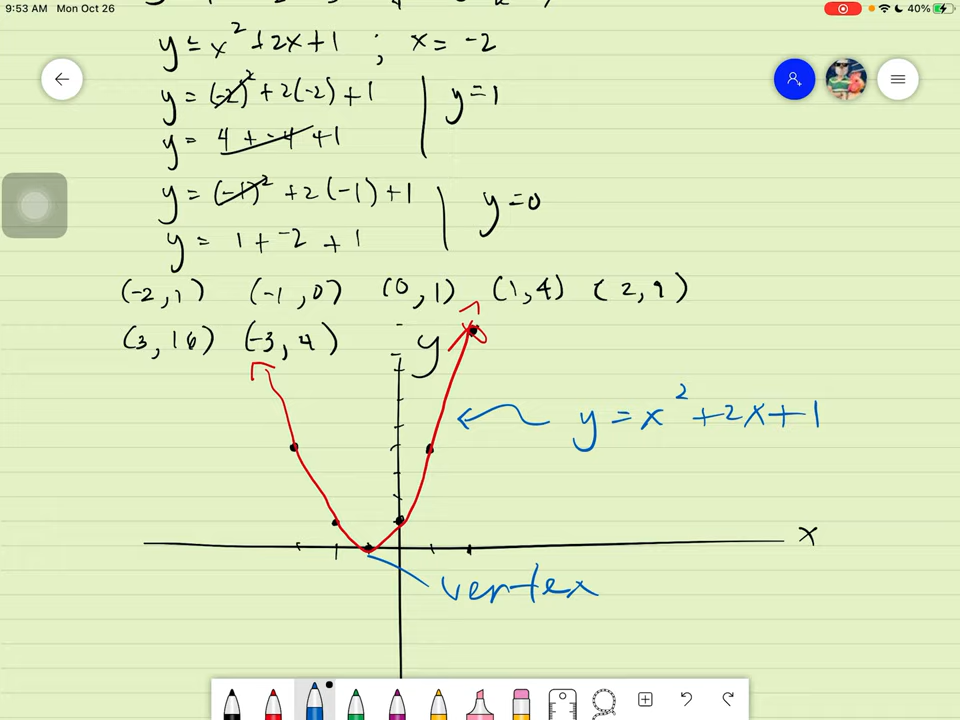 9:53 AM Mon Oct 26 40%
y = x² + 2x + 1 ; x = -2
y = (-2)² + 2(-2) + 1 | y = 1
y = 4 + -4 + 1
y = (-1)² + 2(-1) + 1 | y = 0
y = 1 + -2 + 1
(-2, 1) (-1, 0) (0, 1) (1, 4) (2, 9)
(3, 16) (-3, 4) y
y = x² + 2x + 1
x
vertex